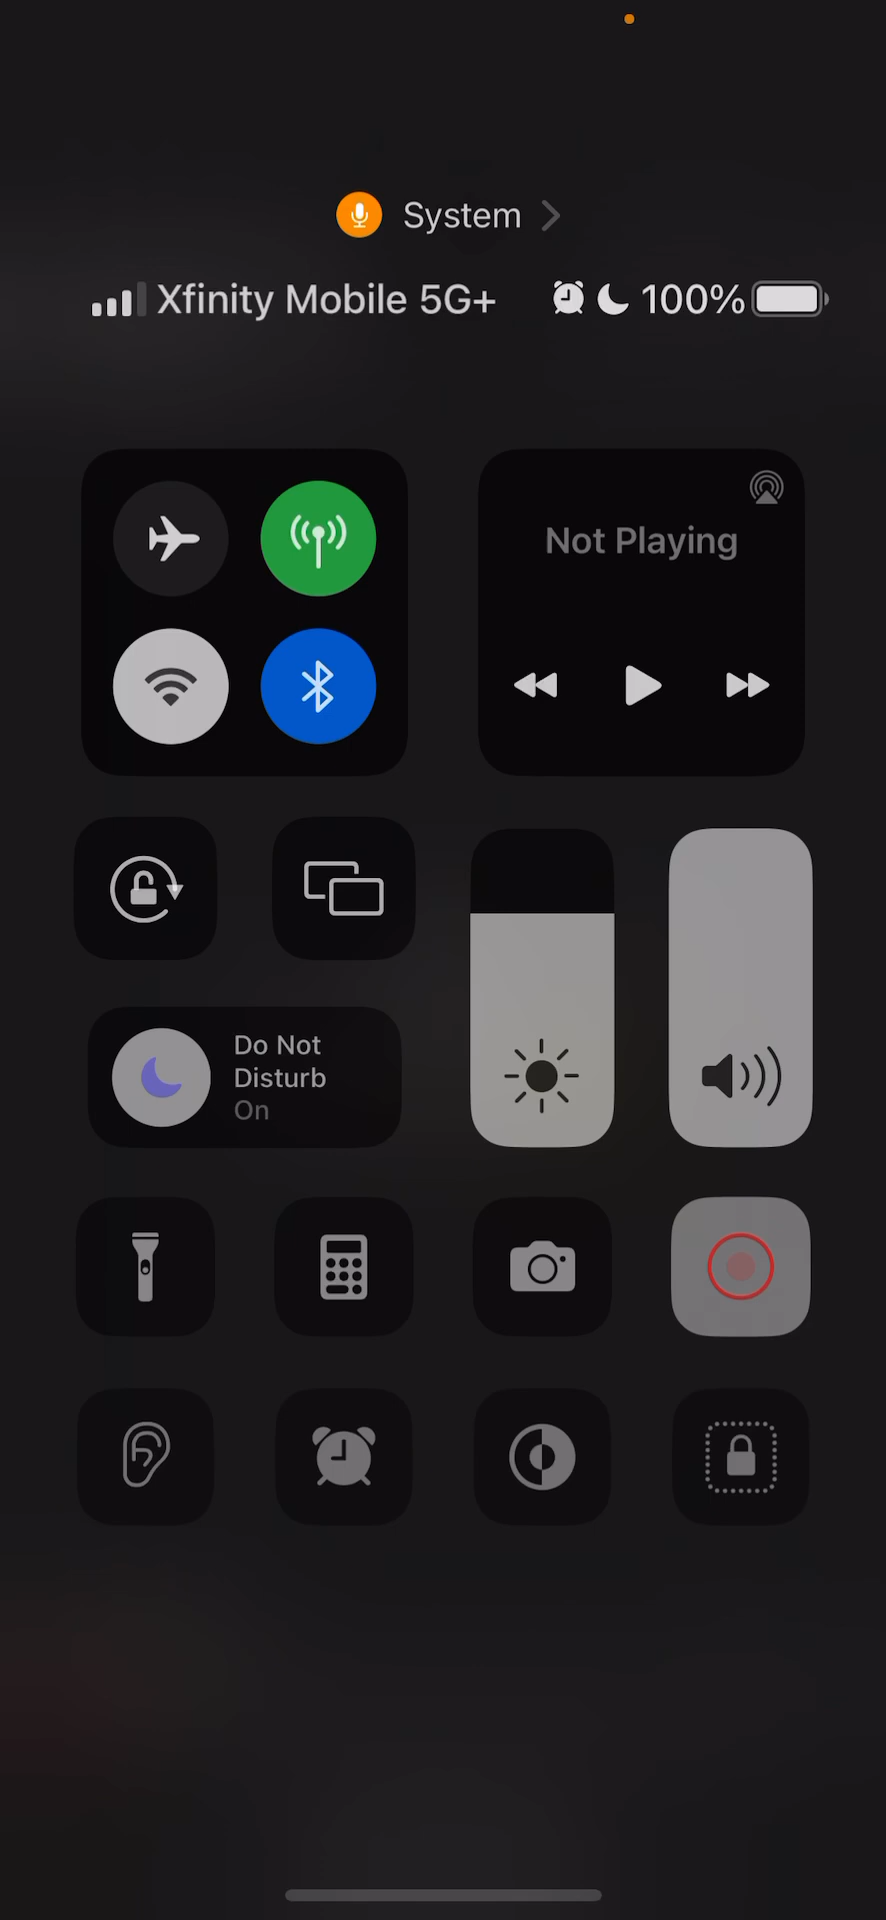 System
Xfinity Mobile 5G+ 100%
Not Playing
Do Not
Disturb
On